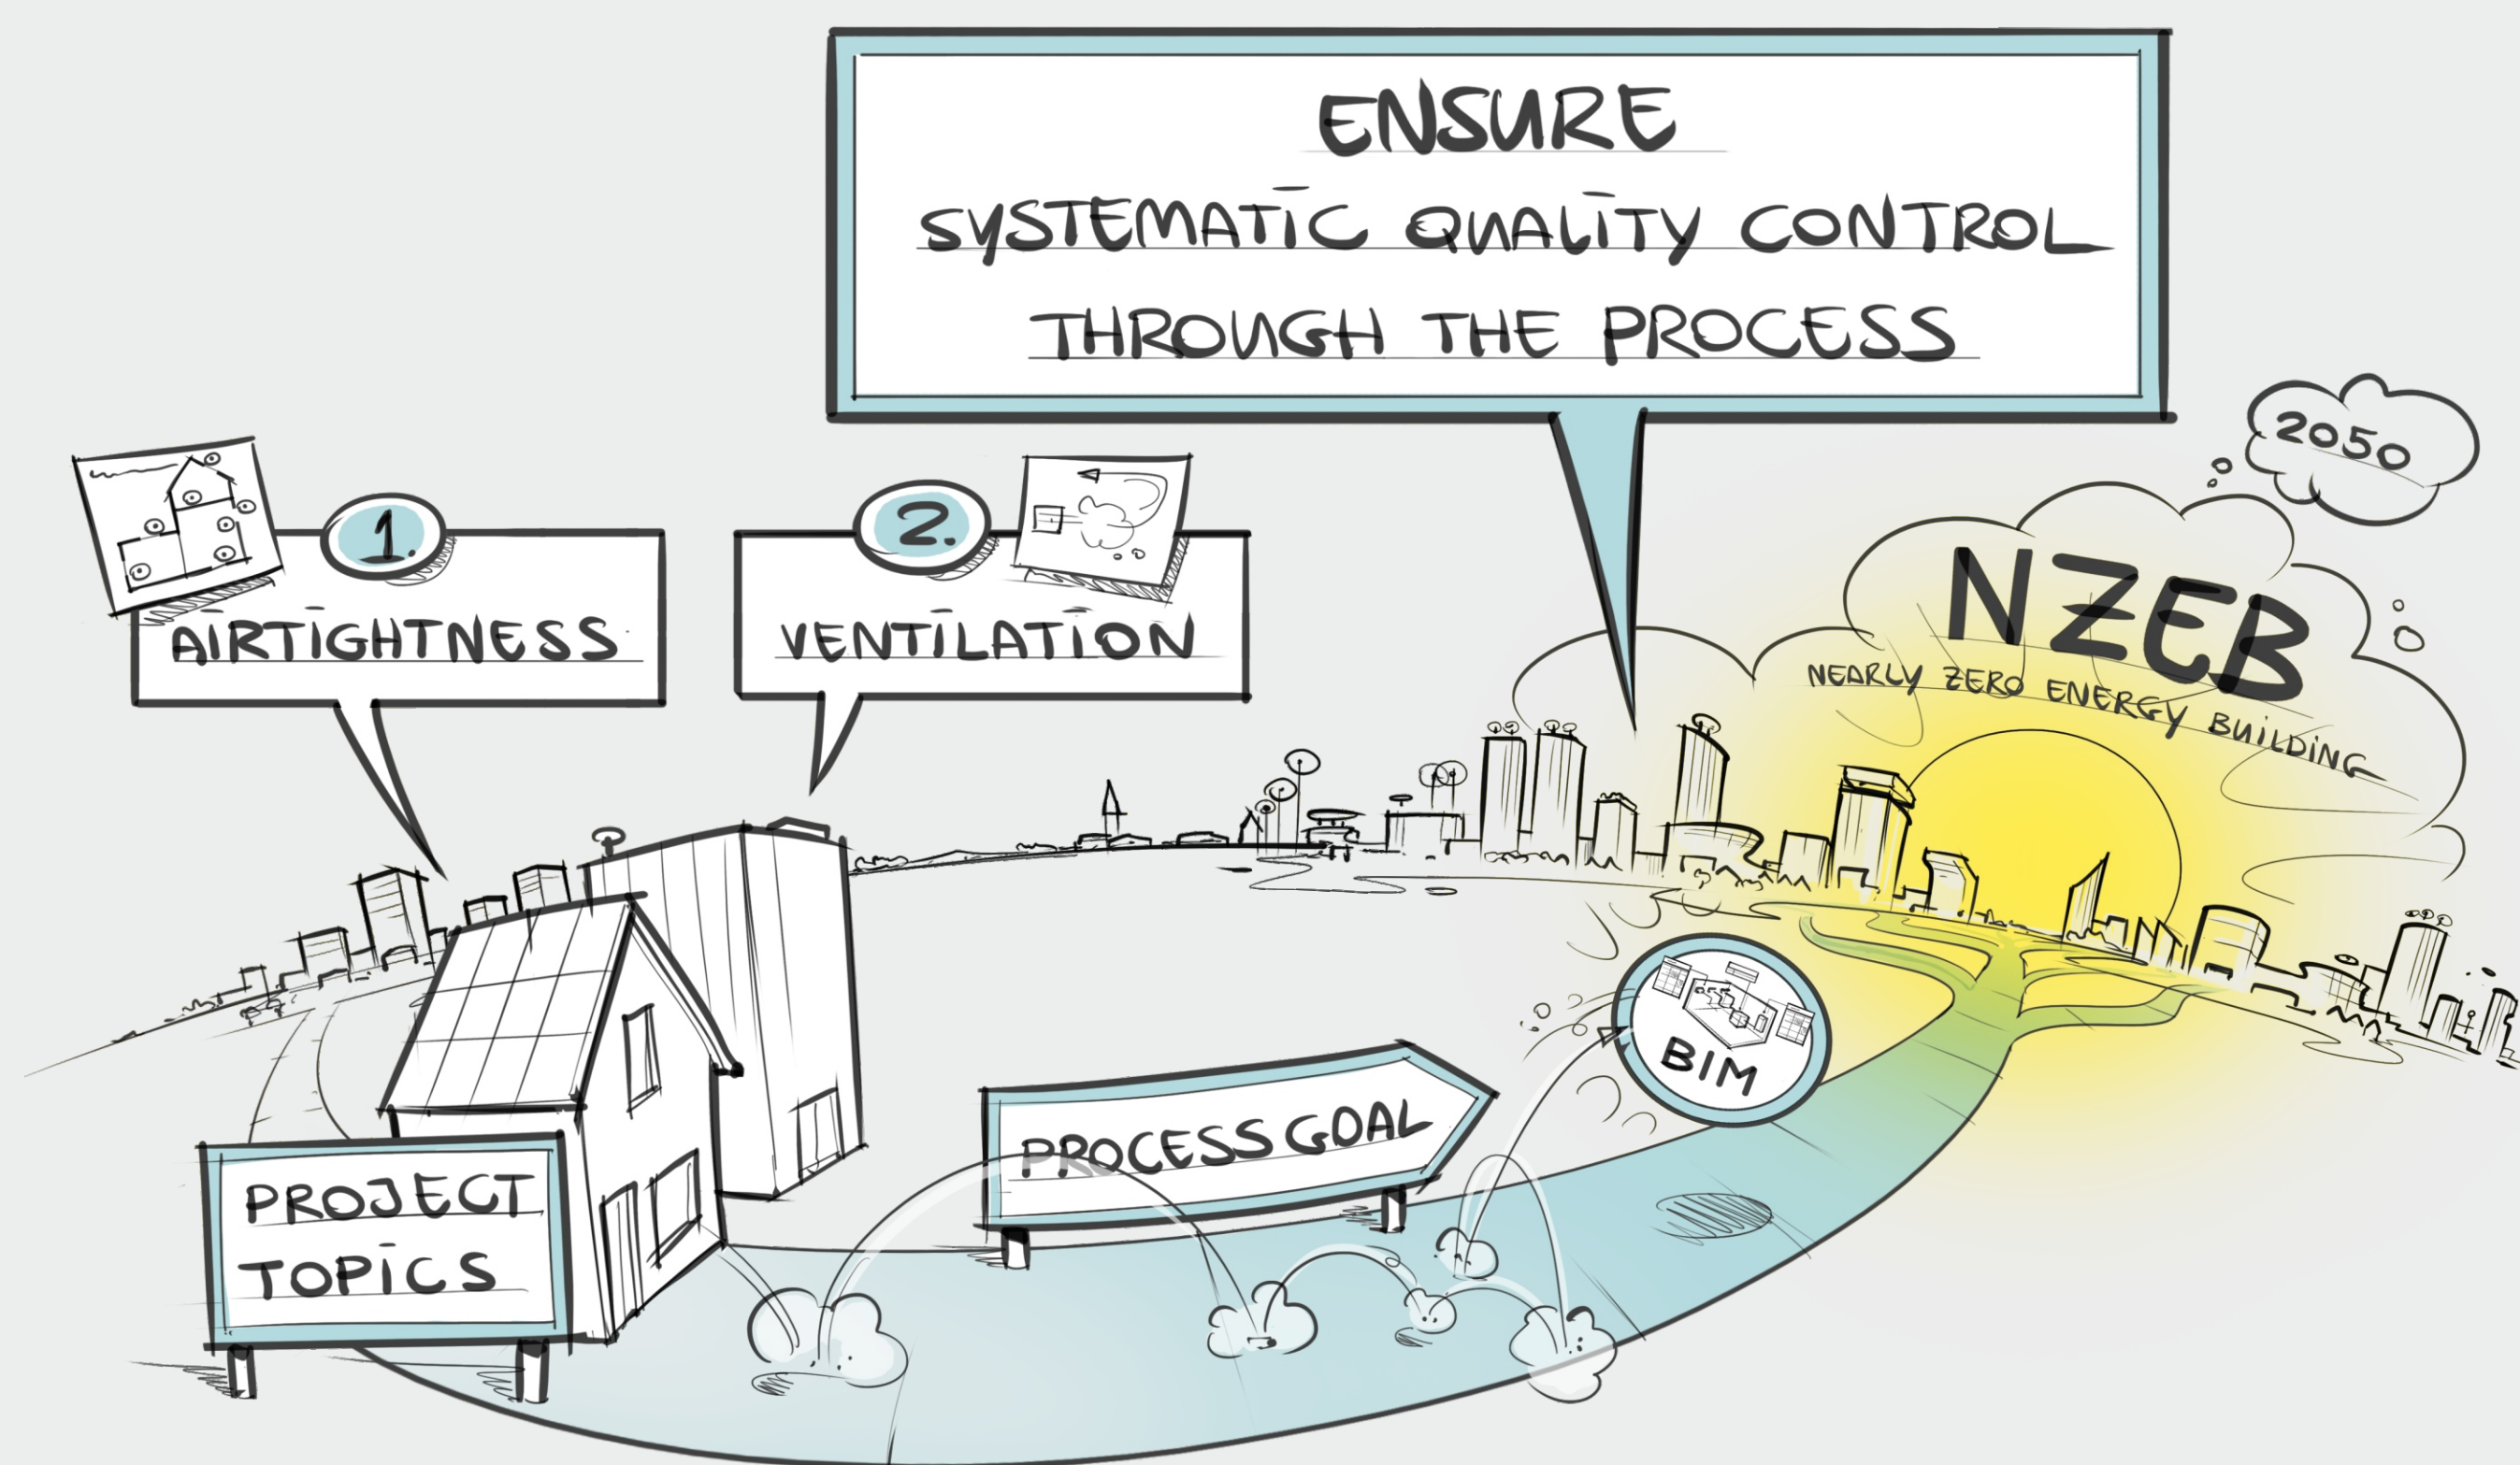 ENSURE
SYSTEMATIC QUALITY CONTROL
THROUGH THE PROCESS
2050
1.
AIRTIGHTNESS
2.
VENTILATION
NZEB
NEARLY ZERO ENERGY BUILDING
BIM
PROCESS GOAL
PROJECT
TOPICS